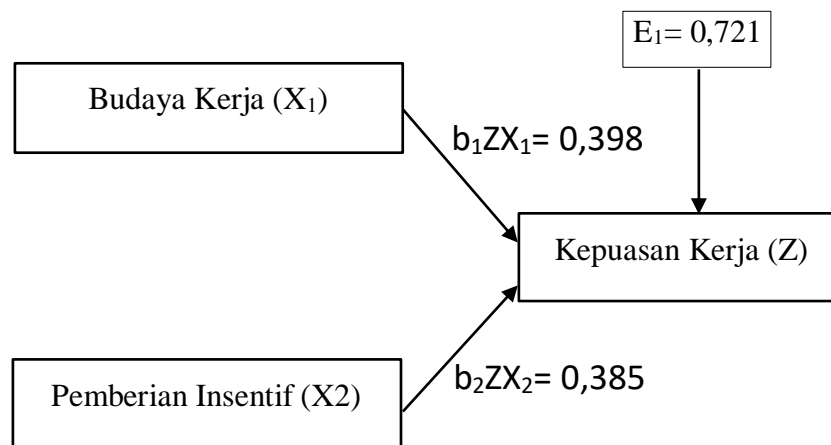 E₁= 0,721
Budaya Kerja (X₁)
b₁ZX₁= 0,398
Kepuasan Kerja (Z)
Pemberian Insentif (X2)
b₂ZX₂= 0,385